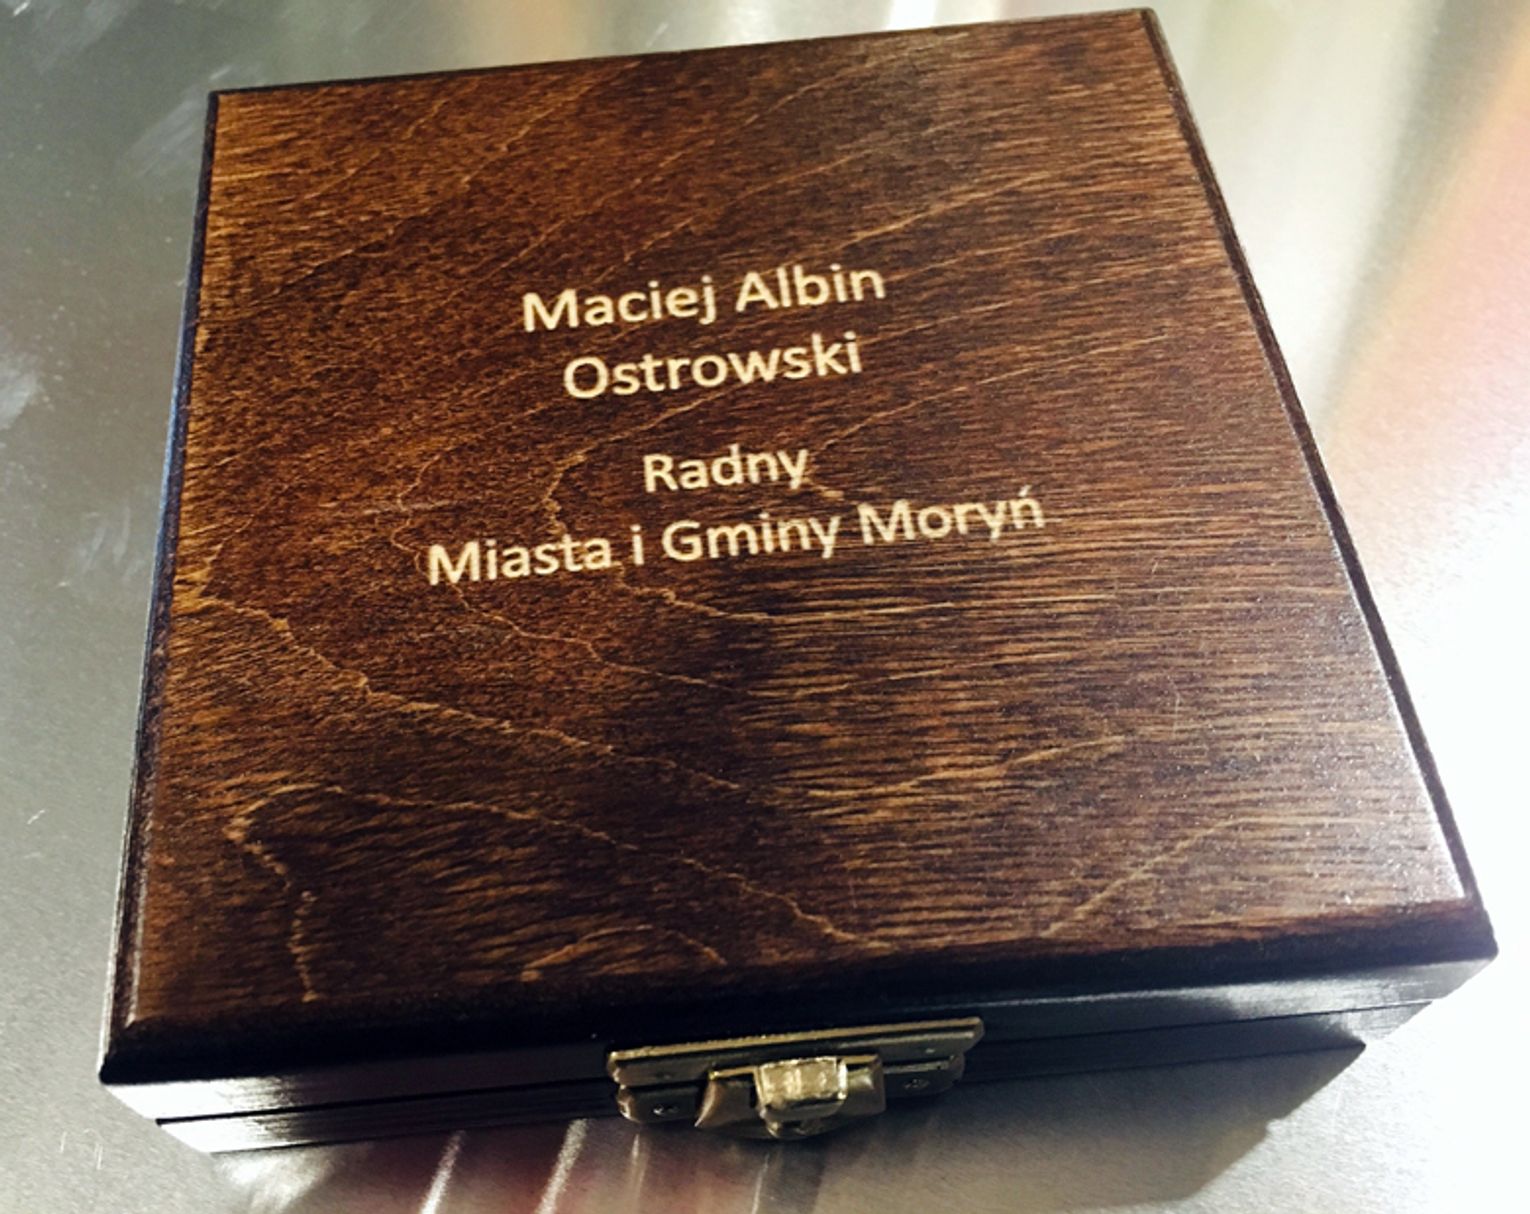 Maciej Albin
Ostrowski
Radny
Miasta i Gminy Moryń